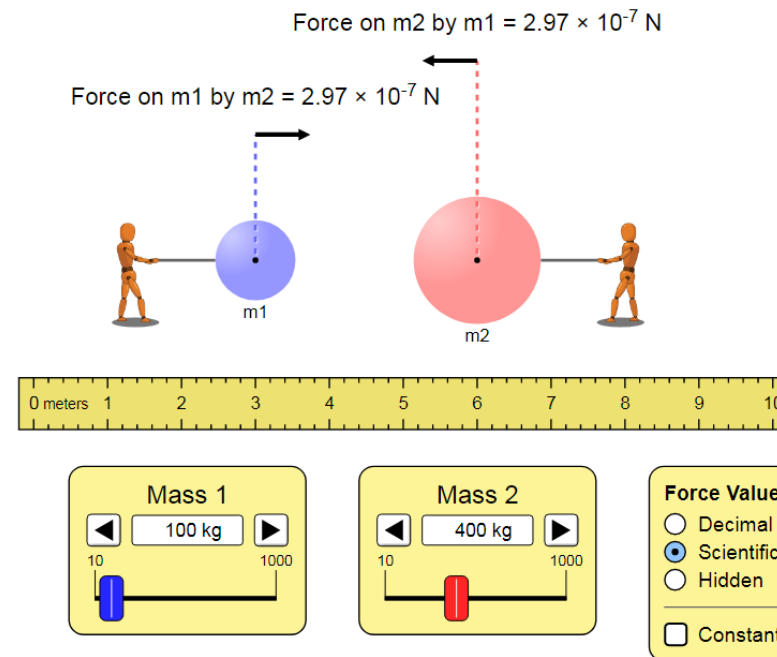 Force on m2 by m1 = 2.97 × 10⁻⁷ N
Force on m1 by m2 = 2.97 × 10⁻⁷ N
m1
m2
0 meters 1 2 3 4 5 6 7 8 9 10
Mass 1
100 kg
10 1000
Mass 2
400 kg
10 1000
Force Value
Decimal
Scientific
Hidden
Constant